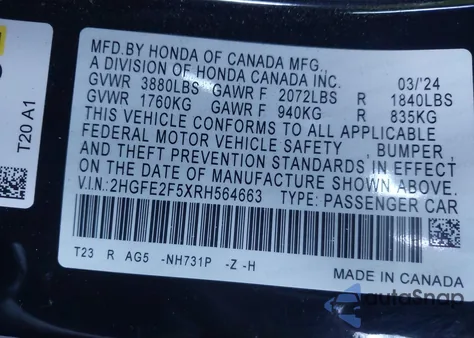 MFD.BY HONDA OF CANADA MFG.,
A DIVISION OF HONDA CANADA INC. 03/'24
GVWR 3880LBS GAWR F 2072LBS R 1840LBS
GVWR 1760KG GAWR F 940KG R 835KG
THIS VEHICLE CONFORMS TO ALL APPLICABLE
FEDERAL MOTOR VEHICLE SAFETY , BUMPER ,
AND THEFT PREVENTION STANDARDS IN EFFECT ON
THE DATE OF MANUFACTURE SHOWN ABOVE.
V.I.N: 2HGFE2F5XRH564663 TYPE: PASSENGER CAR
T23 R AG5 -NH731P -Z -H
MADE IN CANADA
T20 A1
autoSnap